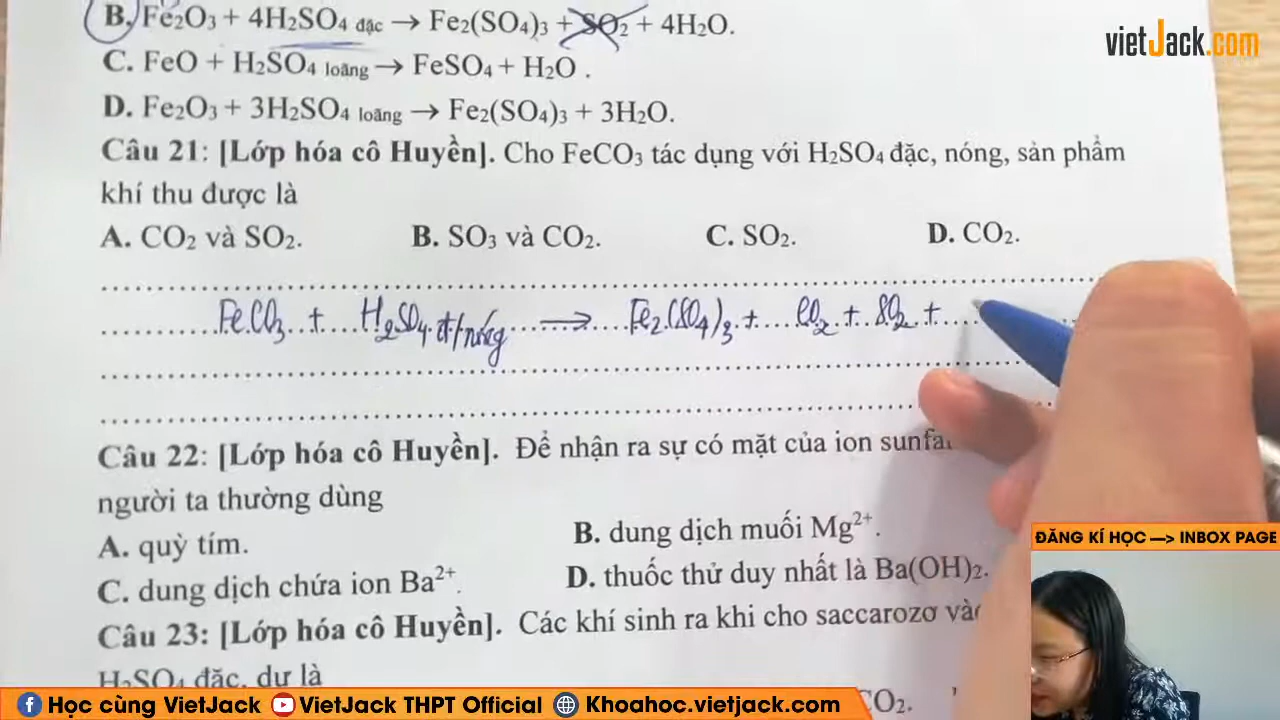 vietJack.com
B. Fe₂O₃ + 4H₂SO₄ đặc → Fe₂(SO₄)₃ + SO₂ + 4H₂O.
C. FeO + H₂SO₄ loãng → FeSO₄ + H₂O .
D. Fe₂O₃ + 3H₂SO₄ loãng → Fe₂(SO₄)₃ + 3H₂O.
Câu 21: [Lớp hóa cô Huyền]. Cho FeCO₃ tác dụng với H₂SO₄ đặc, nóng, sản phẩm
khí thu được là
A. CO₂ và SO₂. B. SO₃ và CO₂. C. SO₂. D. CO₂.
FeCO₃ + H₂SO₄ đ/nóng → Fe₂(SO₄)₃ + CO₂ + SO₂ +
Câu 22: [Lớp hóa cô Huyền]. Để nhận ra sự có mặt của ion
người ta thường dùng
A. quỳ tím. B. dung dịch muối Mg²⁺.
C. dung dịch chứa ion Ba²⁺. D. thuốc thử duy nhất là Ba(OH)₂.
Câu 23: [Lớp hóa cô Huyền]. Các khí sinh ra khi cho saccarozơ
H₂SO₄ đặc, dư là
CO₂.
ĐĂNG KÍ HỌC —> INBOX PAGE
Học cùng VietJack VietJack THPT Official Khoahoc.vietjack.com